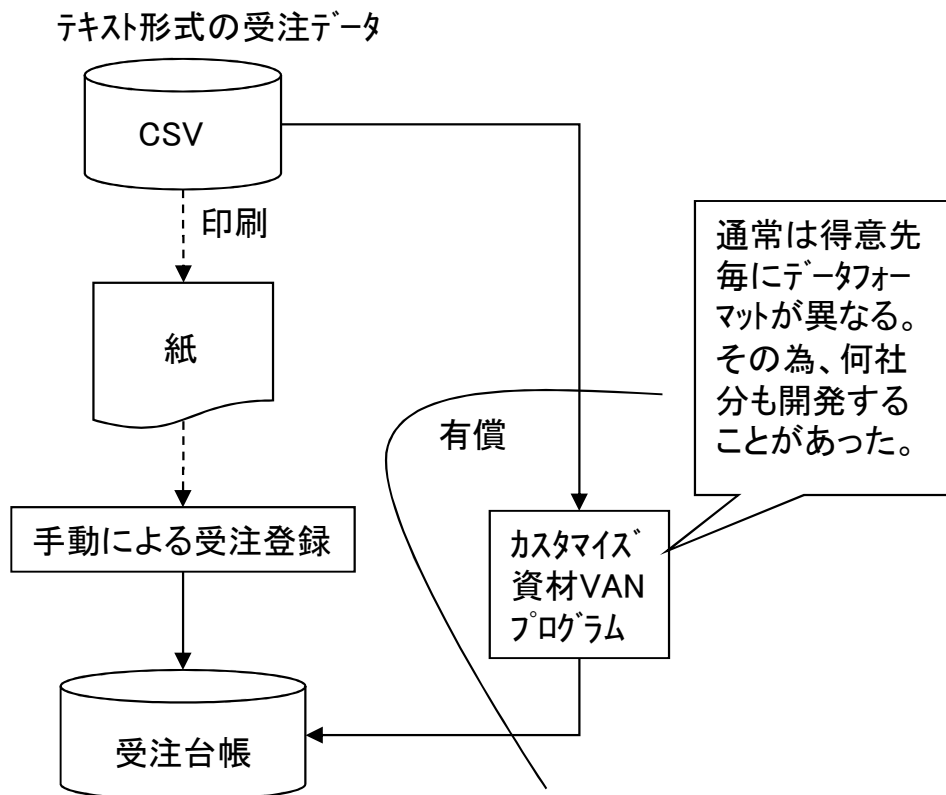 ﾃｷｽﾄ形式の受注ﾃﾞｰﾀ
CSV
印刷
紙
手動による受注登録
受注台帳
有償
ｶｽﾀﾏｲｽﾞ
資材VAN
ﾌﾟﾛｸﾞﾗﾑ
通常は得意先
毎にﾃﾞｰﾀﾌｫｰ
ﾏｯﾄが異なる。
その為、何社
分も開発する
ことがあった。